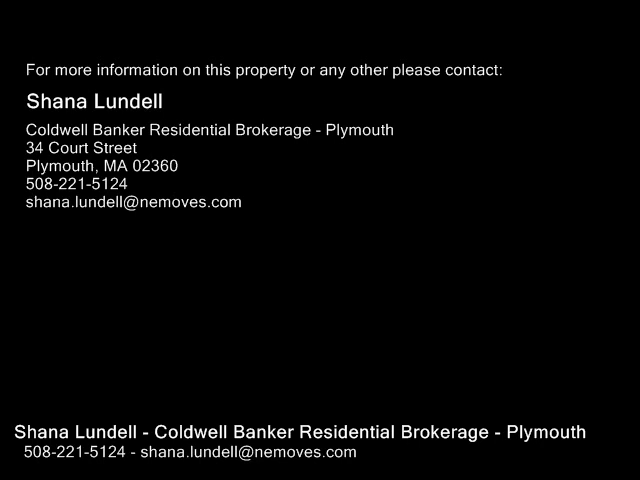 For more information on this property or any other please contact:
Shana Lundell
Coldwell Banker Residential Brokerage - Plymouth
34 Court Street
Plymouth, MA 02360
508-221-5124
shana.lundell@nemoves.com
Shana Lundell - Coldwell Banker Residential Brokerage - Plymouth
508-221-5124 - shana.lundell@nemoves.com